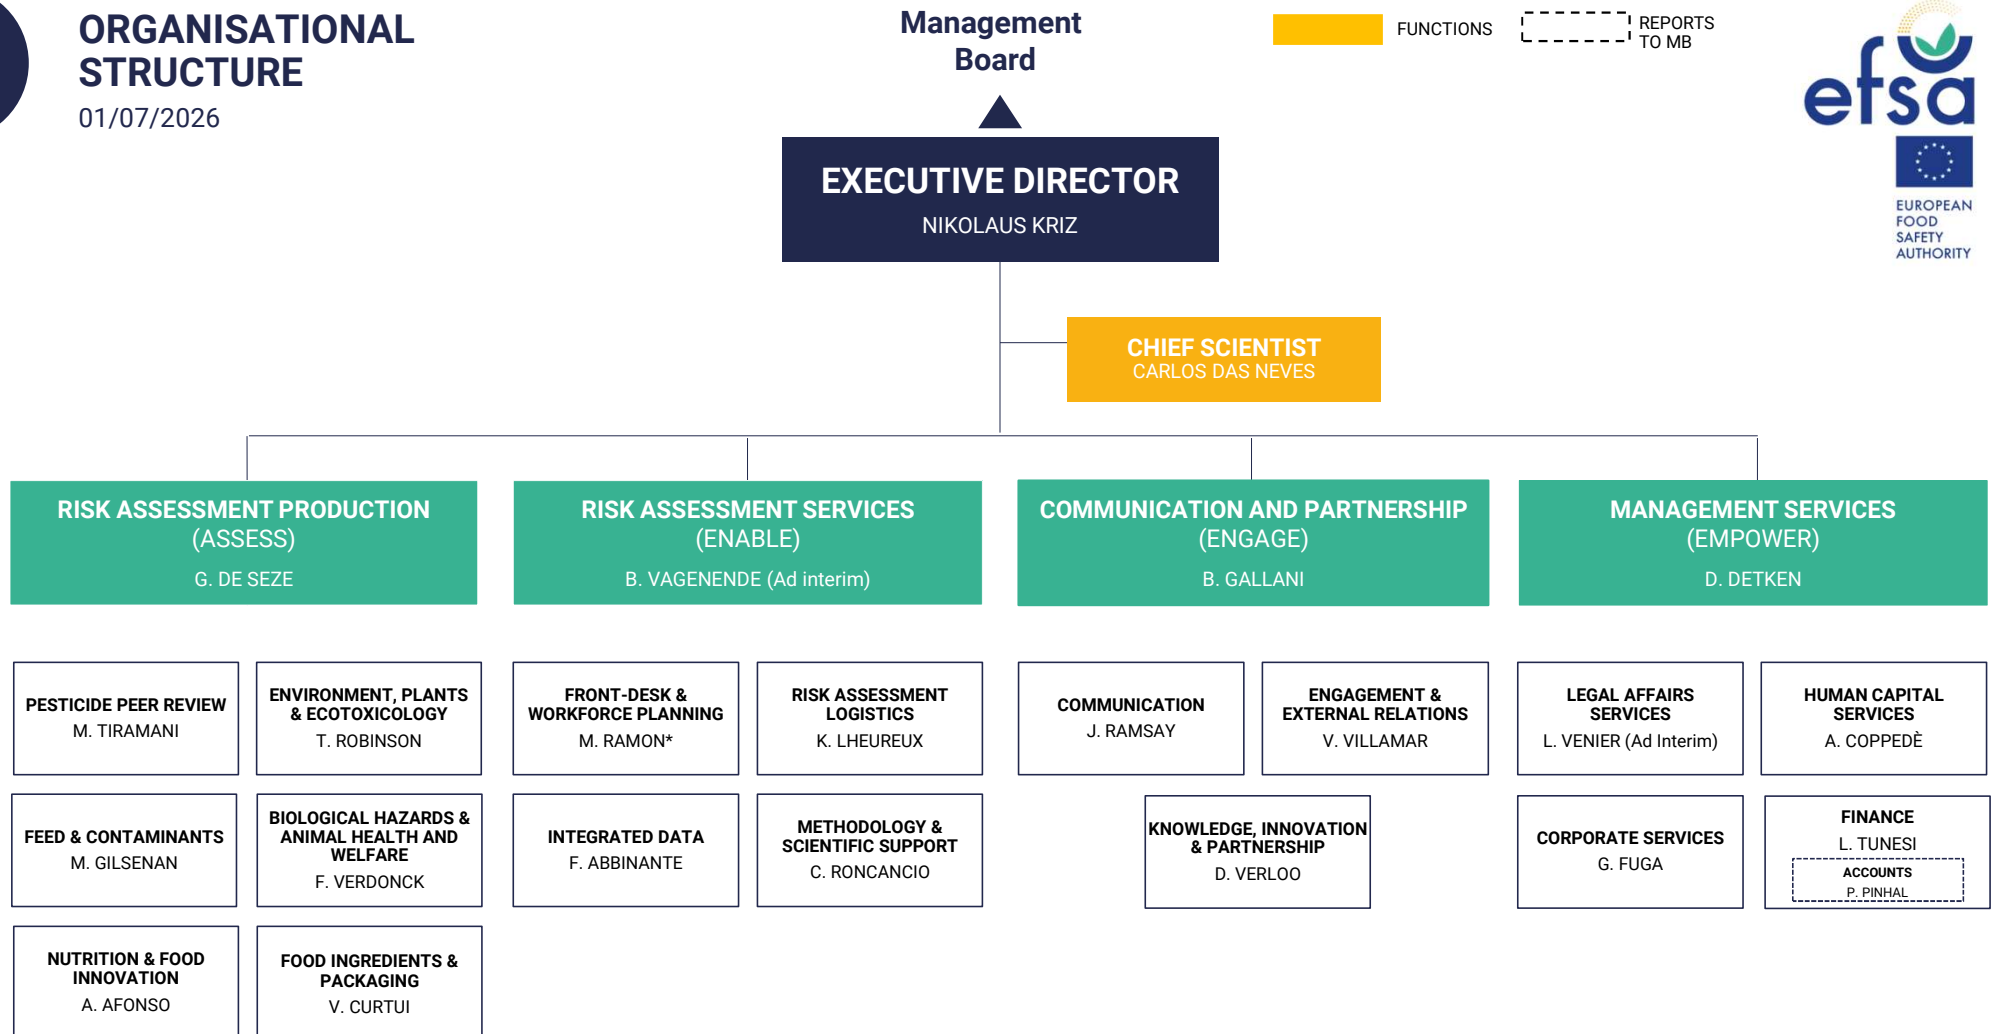 ORGANISATIONAL
STRUCTURE
01/07/2026
Management
Board
FUNCTIONS
REPORTS
TO MB
efsa
EUROPEAN
FOOD
SAFETY
AUTHORITY
EXECUTIVE DIRECTOR
NIKOLAUS KRIZ
CHIEF SCIENTIST
CARLOS DAS NEVES
RISK ASSESSMENT PRODUCTION
(ASSESS)
G. DE SEZE
RISK ASSESSMENT SERVICES
(ENABLE)
B. VAGENENDE (Ad interim)
COMMUNICATION AND PARTNERSHIP
(ENGAGE)
B. GALLANI
MANAGEMENT SERVICES
(EMPOWER)
D. DETKEN
PESTICIDE PEER REVIEW
M. TIRAMANI
ENVIRONMENT, PLANTS
& ECOTOXICOLOGY
T. ROBINSON
FRONT-DESK &
WORKFORCE PLANNING
M. RAMON*
RISK ASSESSMENT
LOGISTICS
K. LHEUREUX
COMMUNICATION
J. RAMSAY
ENGAGEMENT &
EXTERNAL RELATIONS
V. VILLAMAR
LEGAL AFFAIRS
SERVICES
L. VENIER (Ad Interim)
HUMAN CAPITAL
SERVICES
A. COPPEDÈ
FEED & CONTAMINANTS
M. GILSENAN
BIOLOGICAL HAZARDS &
ANIMAL HEALTH AND
WELFARE
F. VERDONCK
INTEGRATED DATA
F. ABBINANTE
METHODOLOGY &
SCIENTIFIC SUPPORT
C. RONCANCIO
KNOWLEDGE, INNOVATION
& PARTNERSHIP
D. VERLOO
CORPORATE SERVICES
G. FUGA
FINANCE
L. TUNESI
ACCOUNTS
P. PINHAL
NUTRITION & FOOD
INNOVATION
A. AFONSO
FOOD INGREDIENTS &
PACKAGING
V. CURTUI